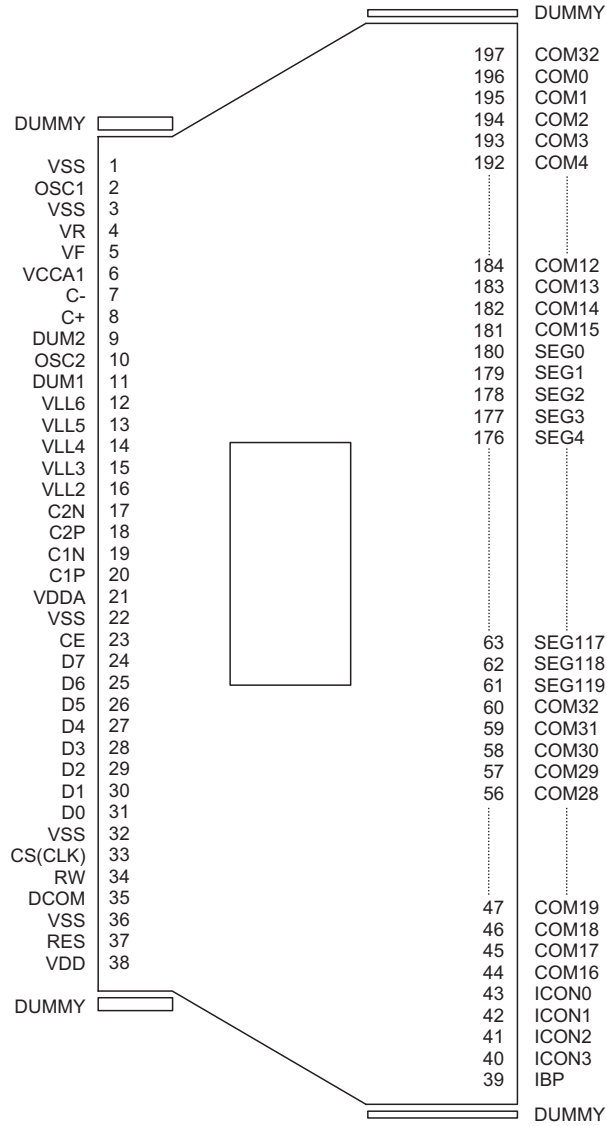 DUMMY
197 COM32
196 COM0
195 COM1
194 COM2
193 COM3
192 COM4
184 COM12
183 COM13
182 COM14
181 COM15
180 SEG0
179 SEG1
178 SEG2
177 SEG3
176 SEG4
63 SEG117
62 SEG118
61 SEG119
60 COM32
59 COM31
58 COM30
57 COM29
56 COM28
47 COM19
46 COM18
45 COM17
44 COM16
43 ICON0
42 ICON1
41 ICON2
40 ICON3
39 IBP
DUMMY
DUMMY
VSS 1
OSC1 2
VSS 3
VR 4
VF 5
VCCA1 6
C- 7
C+ 8
DUM2 9
OSC2 10
DUM1 11
VLL6 12
VLL5 13
VLL4 14
VLL3 15
VLL2 16
C2N 17
C2P 18
C1N 19
C1P 20
VDDA 21
VSS 22
CE 23
D7 24
D6 25
D5 26
D4 27
D3 28
D2 29
D1 30
D0 31
VSS 32
CS(CLK) 33
RW 34
DCOM 35
VSS 36
RES 37
VDD 38
DUMMY